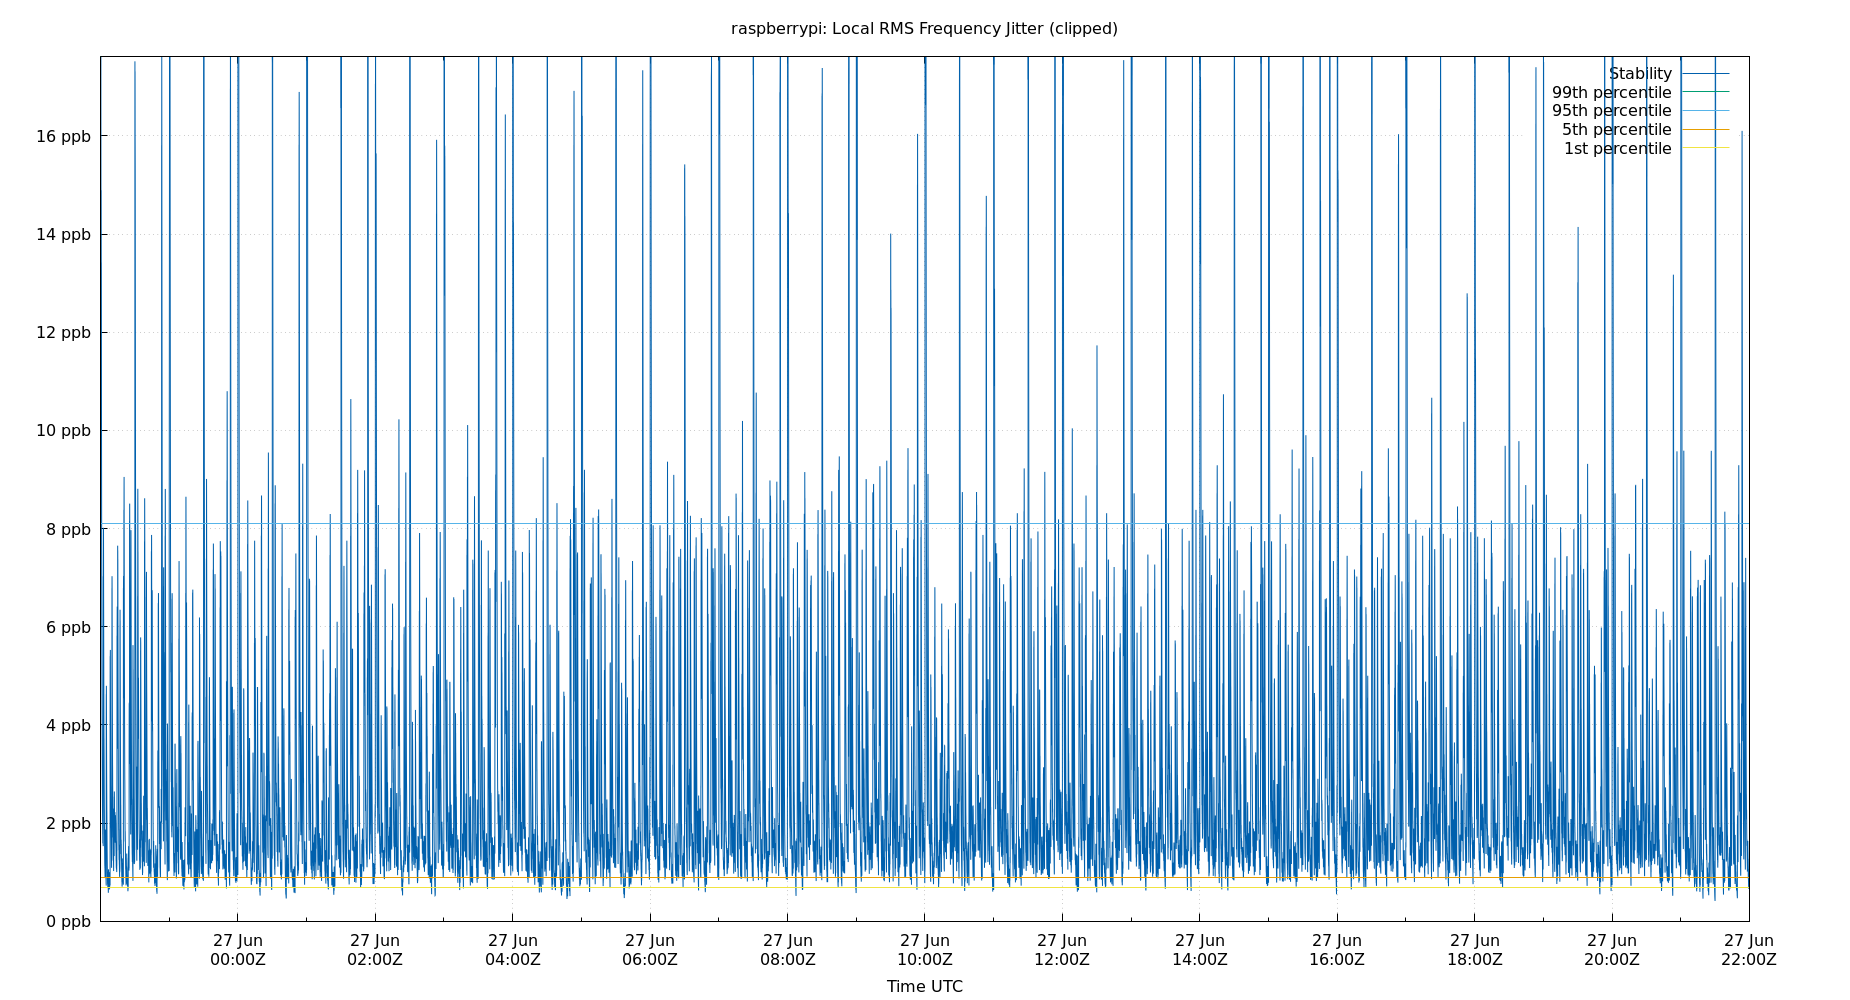 raspberrypi: Local RMS Frequency Jitter (clipped)
Stability
99th percentile
95th percentile
5th percentile
1st percentile
16 ppb
14 ppb
12 ppb
10 ppb
8 ppb
6 ppb
4 ppb
2 ppb
0 ppb
27 Jun 27 Jun 27 Jun 27 Jun 27 Jun 27 Jun 27 Jun 27 Jun 27 Jun 27 Jun 27 Jun 27 Jun
00:00Z 02:00Z 04:00Z 06:00Z 08:00Z 10:00Z 12:00Z 14:00Z 16:00Z 18:00Z 20:00Z 22:00Z
Time UTC